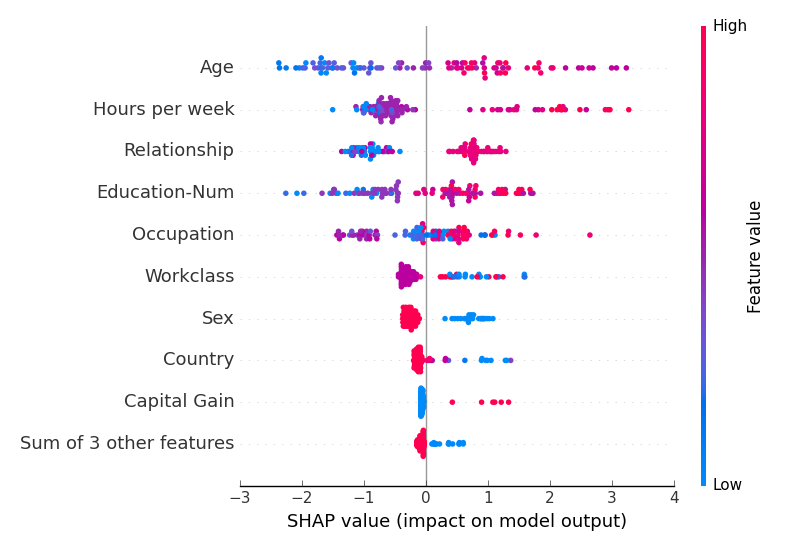 High
Age
Hours per week
Relationship
Education-Num
Occupation
Workclass
Sex
Country
Capital Gain
Sum of 3 other features
Feature value
Low
−3 −2 −1 0 1 2 3 4
SHAP value (impact on model output)